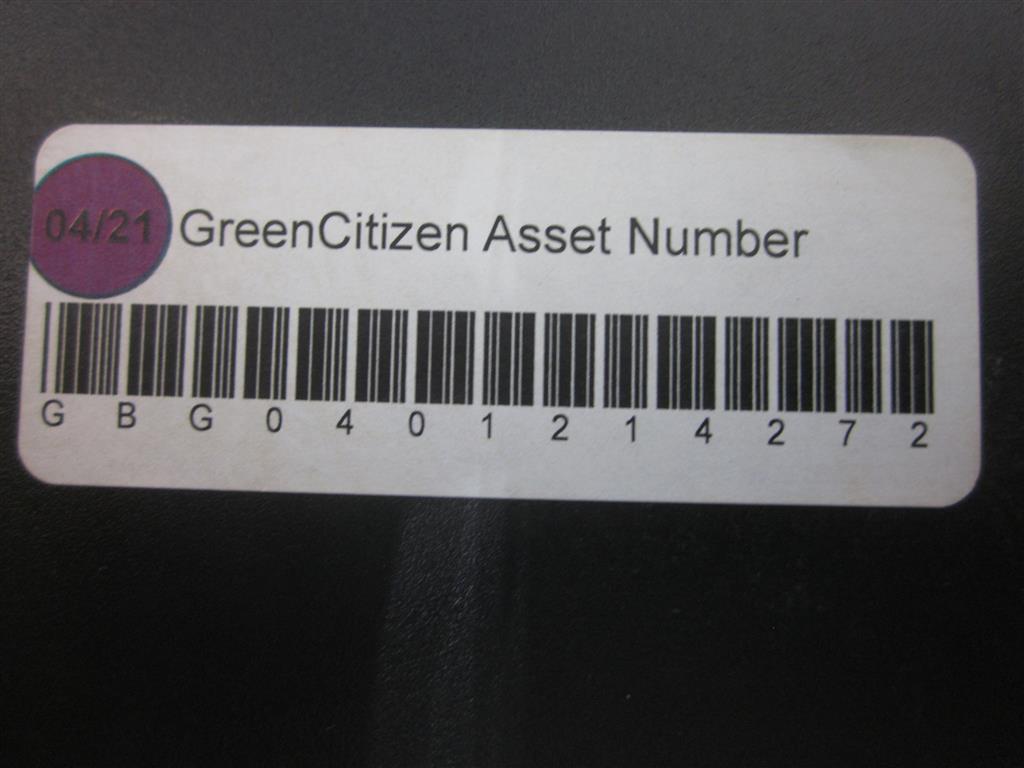 04/21 GreenCitizen Asset Number
G B G 0 4 0 1 2 1 4 2 7 2